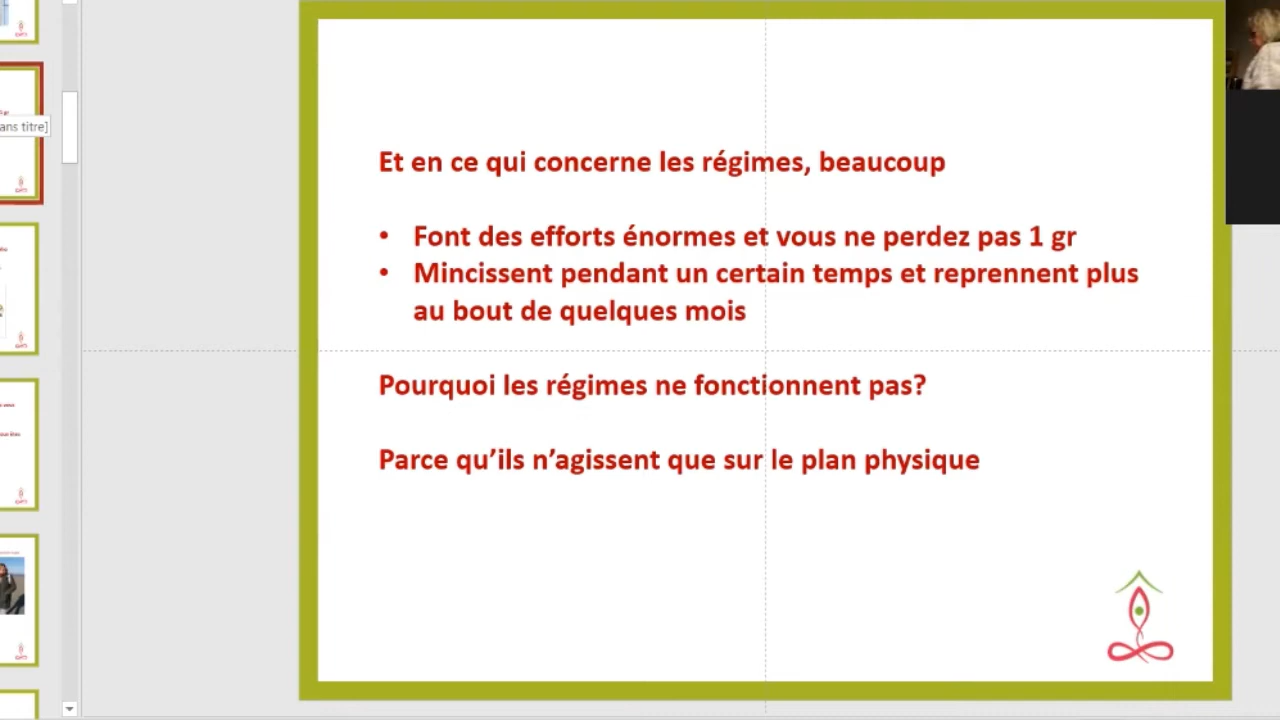 Et en ce qui concerne les régimes, beaucoup
• Font des efforts énormes et vous ne perdez pas 1 gr
• Mincissent pendant un certain temps et reprennent plus
au bout de quelques mois
Pourquoi les régimes ne fonctionnent pas?
Parce qu’ils n’agissent que sur le plan physique
ans titre]